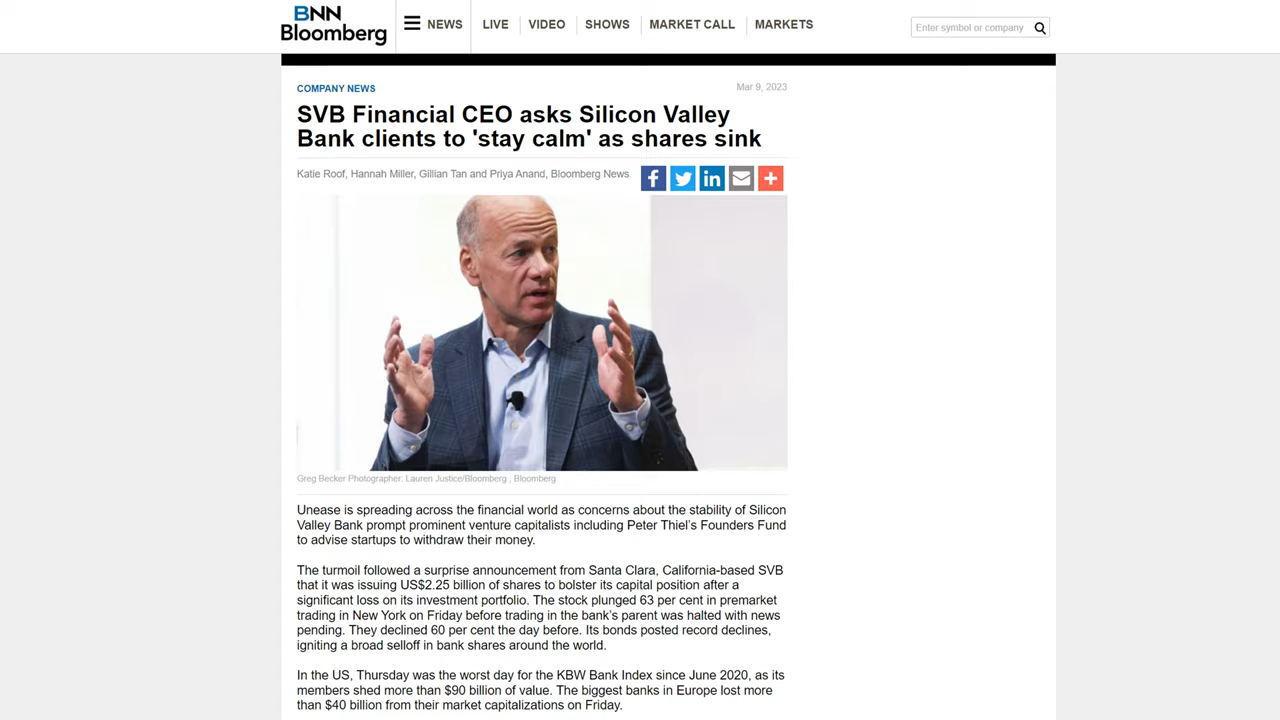 BNN
Bloomberg
NEWS
LIVE
VIDEO
SHOWS
MARKET CALL
MARKETS
Enter symbol or company
COMPANY NEWS
Mar 9, 2023
SVB Financial CEO asks Silicon Valley
Bank clients to 'stay calm' as shares sink
Katie Roof, Hannah Miller, Gillian Tan and Priya Anand, Bloomberg News
Greg Becker Photographer: Lauren Justice/Bloomberg , Bloomberg
Unease is spreading across the financial world as concerns about the stability of Silicon
Valley Bank prompt prominent venture capitalists including Peter Thiel's Founders Fund
to advise startups to withdraw their money.
The turmoil followed a surprise announcement from Santa Clara, California-based SVB
that it was issuing US$2.25 billion of shares to bolster its capital position after a
significant loss on its investment portfolio. The stock plunged 63 per cent in premarket
trading in New York on Friday before trading in the bank's parent was halted with news
pending. They declined 60 per cent the day before. Its bonds posted record declines,
igniting a broad selloff in bank shares around the world.
In the US, Thursday was the worst day for the KBW Bank Index since June 2020, as its
members shed more than $90 billion of value. The biggest banks in Europe lost more
than $40 billion from their market capitalizations on Friday.